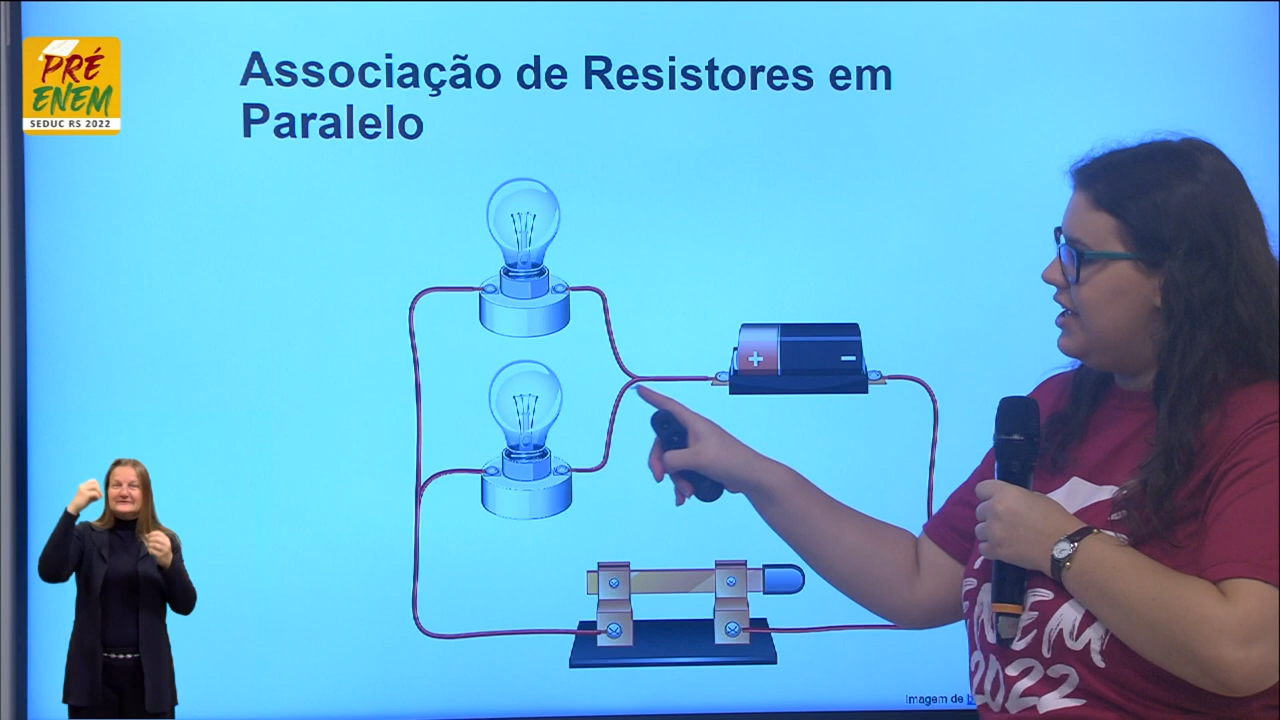 PRÉ
ENEM
SEDUC RS 2022
Associação de Resistores em
Paralelo
+
-
ENEM
2022
Imagem de b